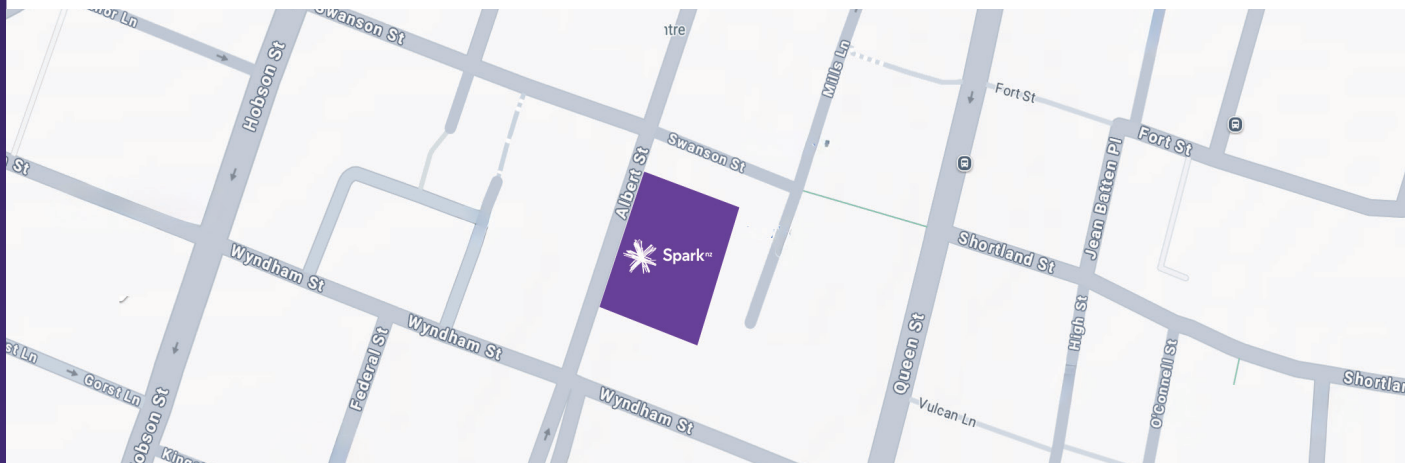 Swanson St
ntre
Hobson St
Mills Ln
Fort St
Fort St
Swanson St
St
Albert St
Jean Batten Pl
Spark nz
Wyndham St
Shortland St
Wyndham St
High St
Queen St
Federal St
O'Connell St
Gorst Ln
Wyndham St
Vulcan Ln